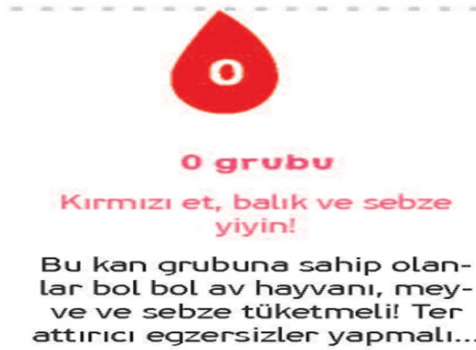 0
0 grubu
Kırmızı et, balık ve sebze
yiyin!
Bu kan grubuna sahip olan-
lar bol bol av hayvanı, mey-
ve ve sebze tüketmeli! Ter
attırıcı egzersizler yapmalı...